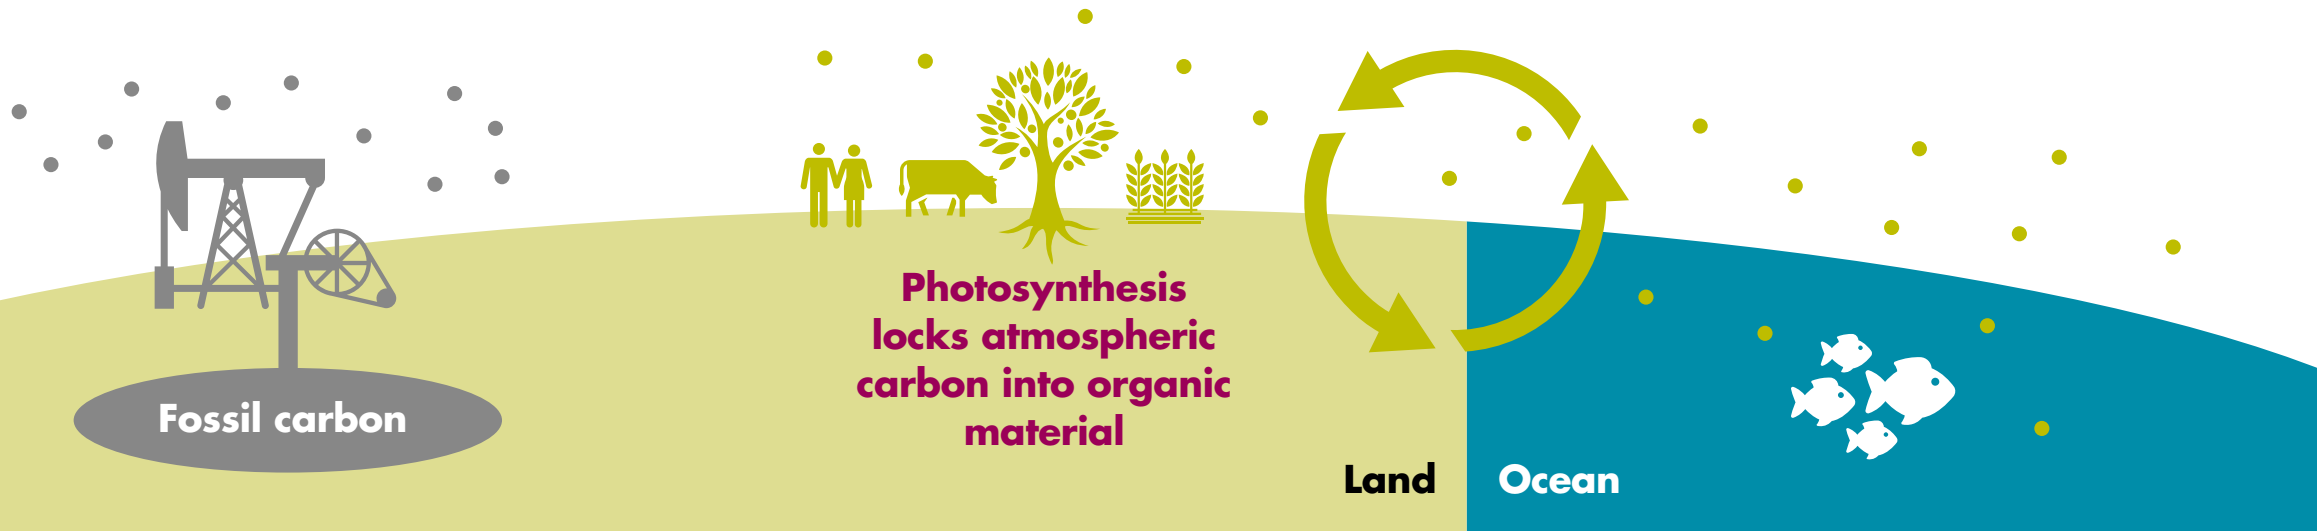 Fossil carbon
Photosynthesis
locks atmospheric
carbon into organic
material
Land
Ocean